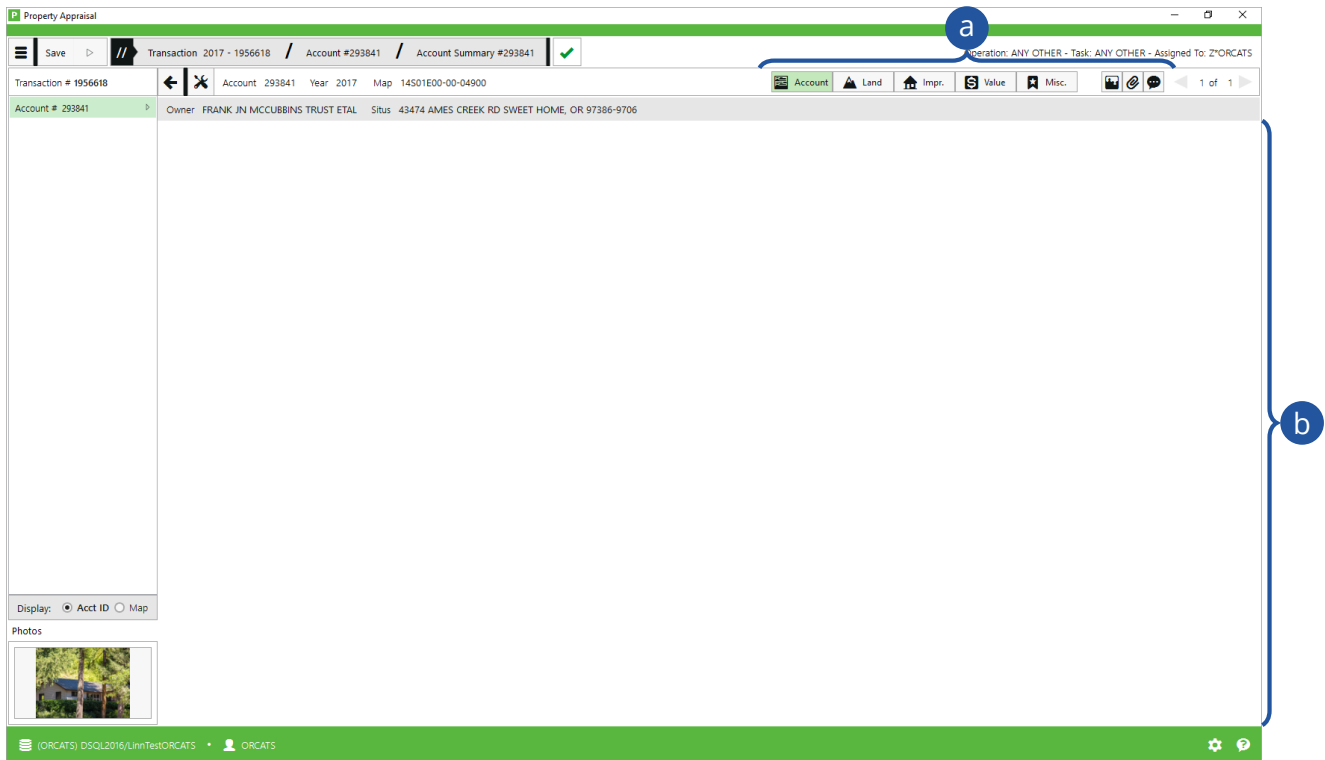 P Property Appraisal
a
Save // Transaction 2017 - 1956618 / Account #293841 / Account Summary #293841 Operation: ANY OTHER - Task: ANY OTHER - Assigned To: Z*ORCATS
Transaction # 1956618 Account 293841 Year 2017 Map 14S01E00-00-04900 Account Land Impr. Value Misc. 1 of 1
Account # 293841 Owner FRANK JN MCCUBBINS TRUST ETAL Situs 43474 AMES CREEK RD SWEET HOME, OR 97386-9706
b
Display: Acct ID Map
Photos
(ORCATS) DSQL2016/LinnTestORCATS • ORCATS